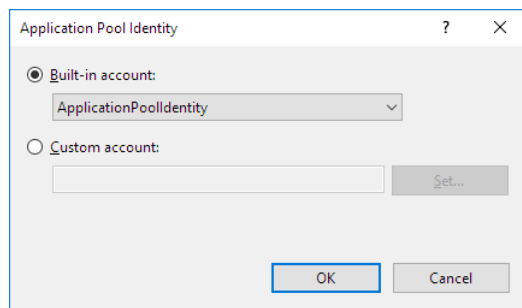 Application Pool Identity ? ×
Built-in account:
ApplicationPoolIdentity
Custom account:
Set...
OK Cancel